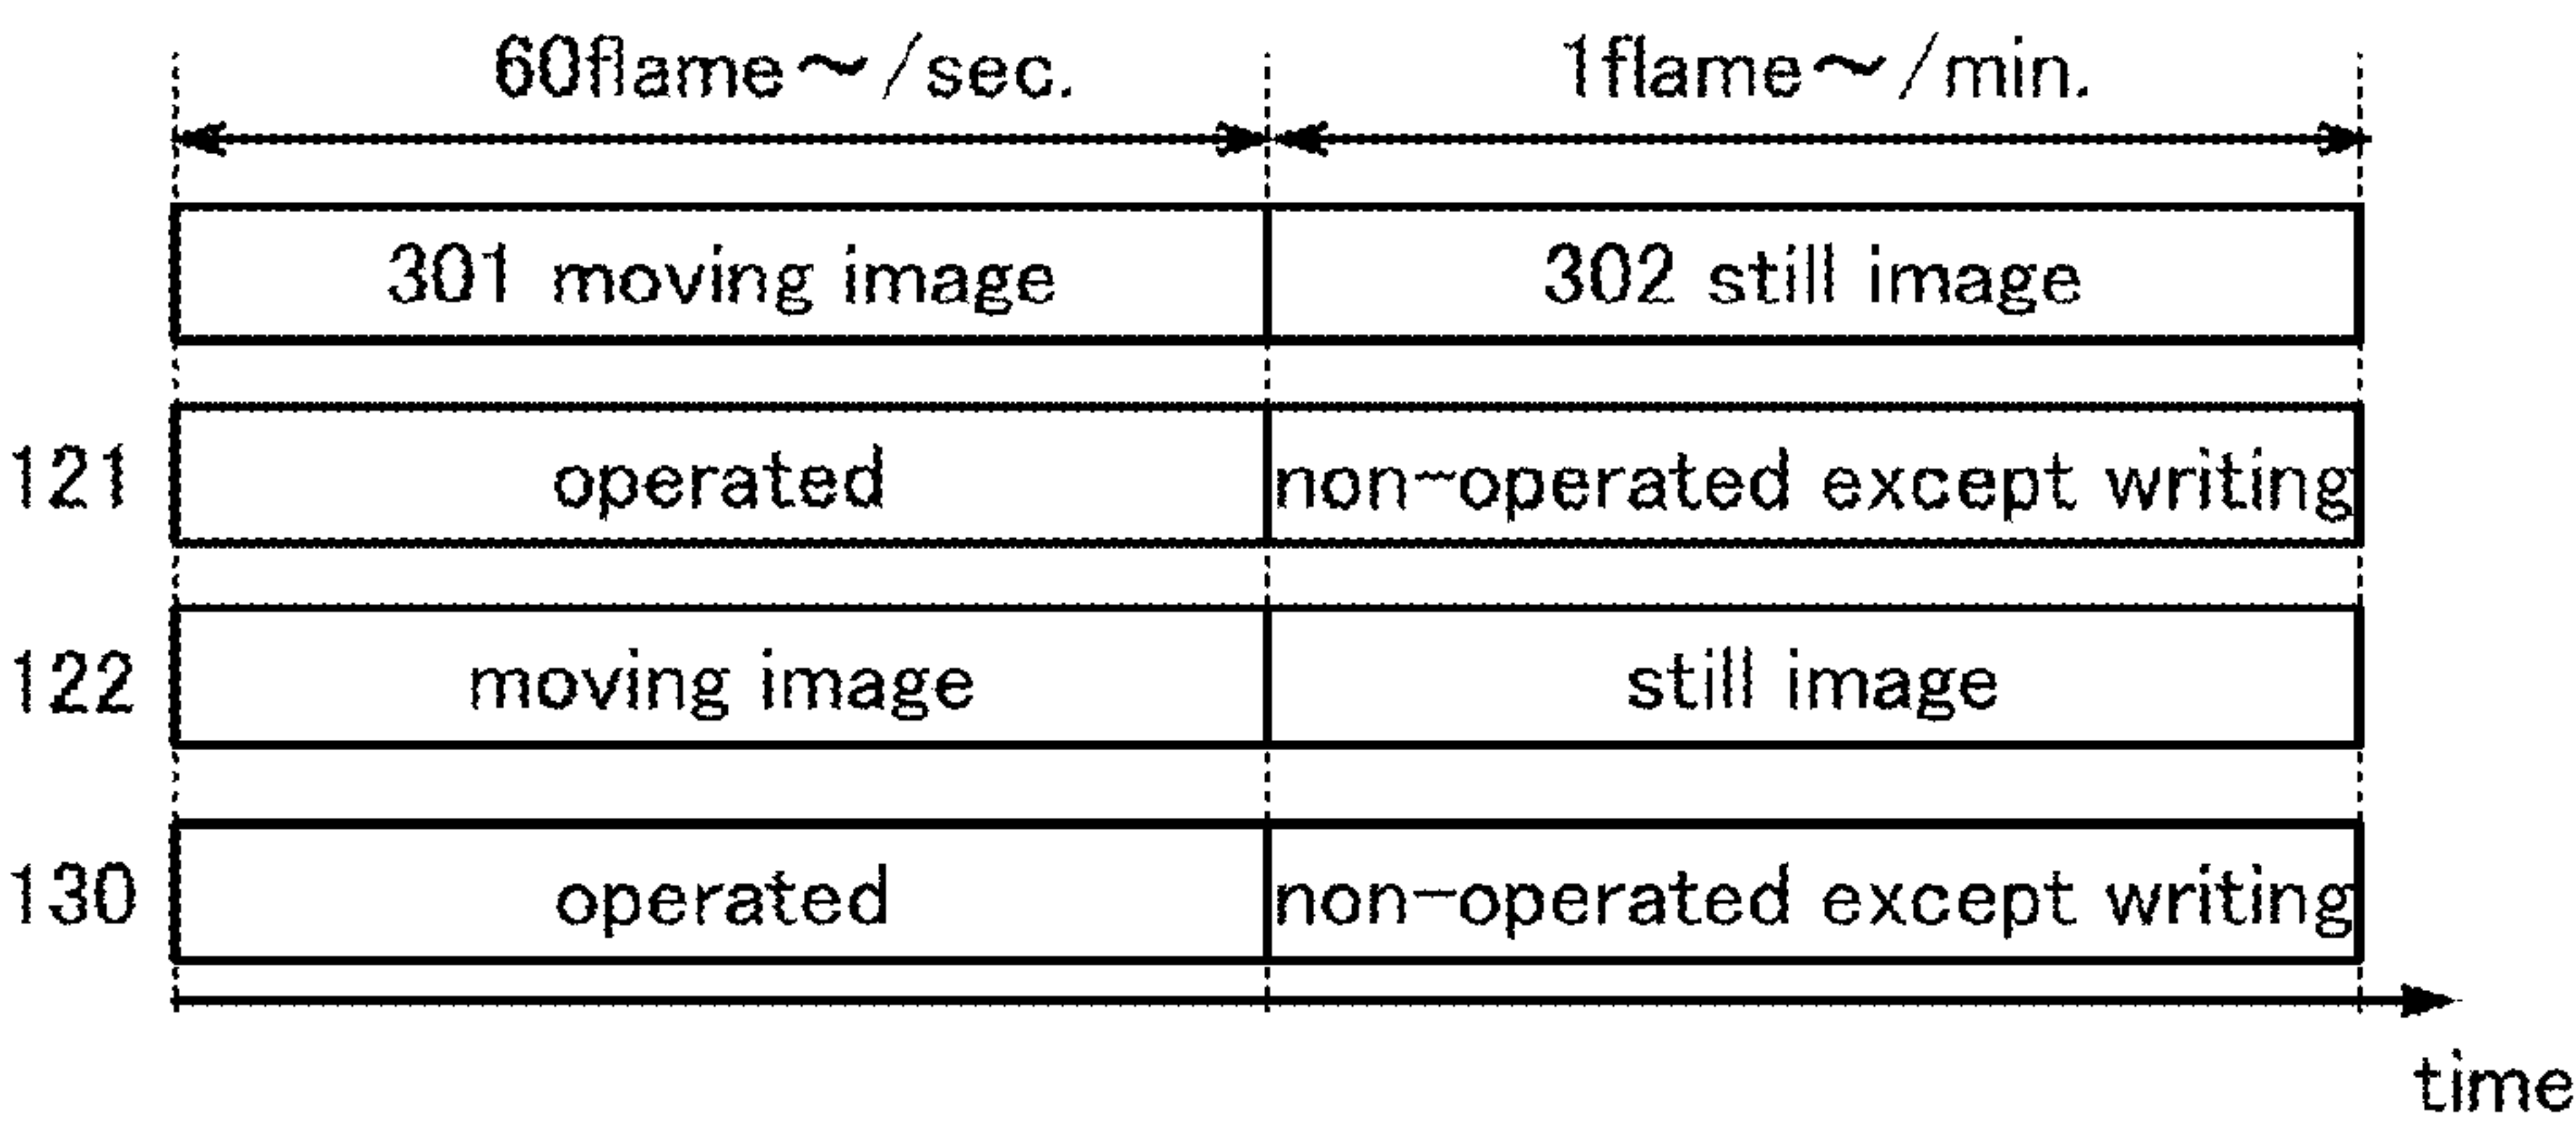 60flame～/sec. 1flame～/min.
301 moving image 302 still image
121 operated non-operated except writing
122 moving image still image
130 operated non-operated except writing
time